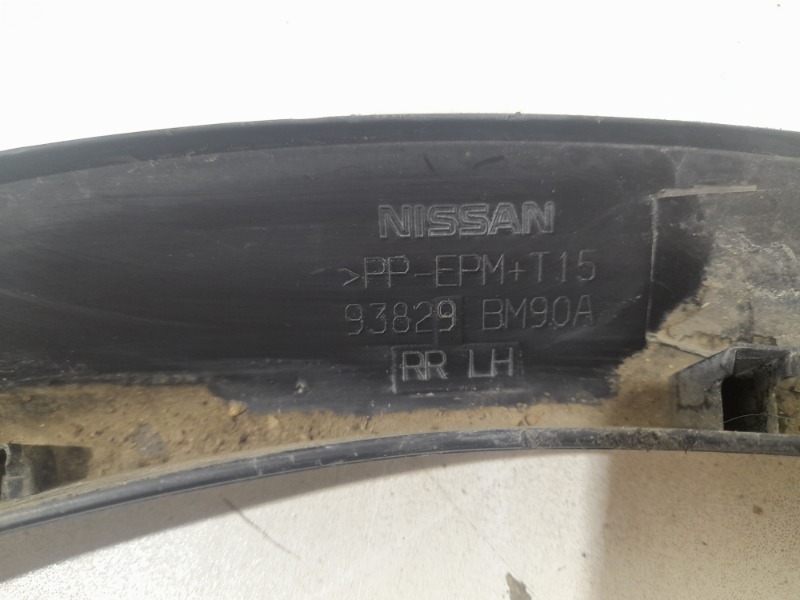 NISSAN
>PP-EPM+T15
93829 BM90A
RR LH